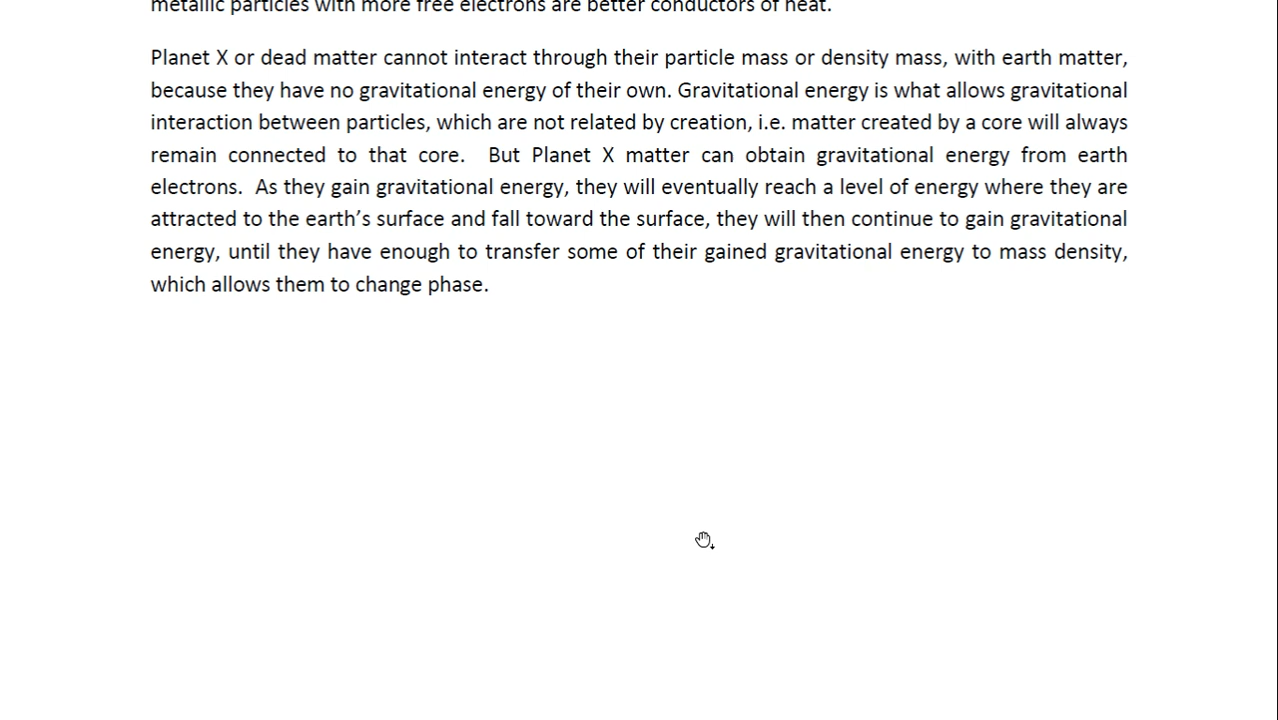 metallic particles with more free electrons are better conductors of heat.
Planet X or dead matter cannot interact through their particle mass or density mass, with earth matter,
because they have no gravitational energy of their own. Gravitational energy is what allows gravitational
interaction between particles, which are not related by creation, i.e. matter created by a core will always
remain connected to that core.  But Planet X matter can obtain gravitational energy from earth
electrons.  As they gain gravitational energy, they will eventually reach a level of energy where they are
attracted to the earth’s surface and fall toward the surface, they will then continue to gain gravitational
energy, until they have enough to transfer some of their gained gravitational energy to mass density,
which allows them to change phase.